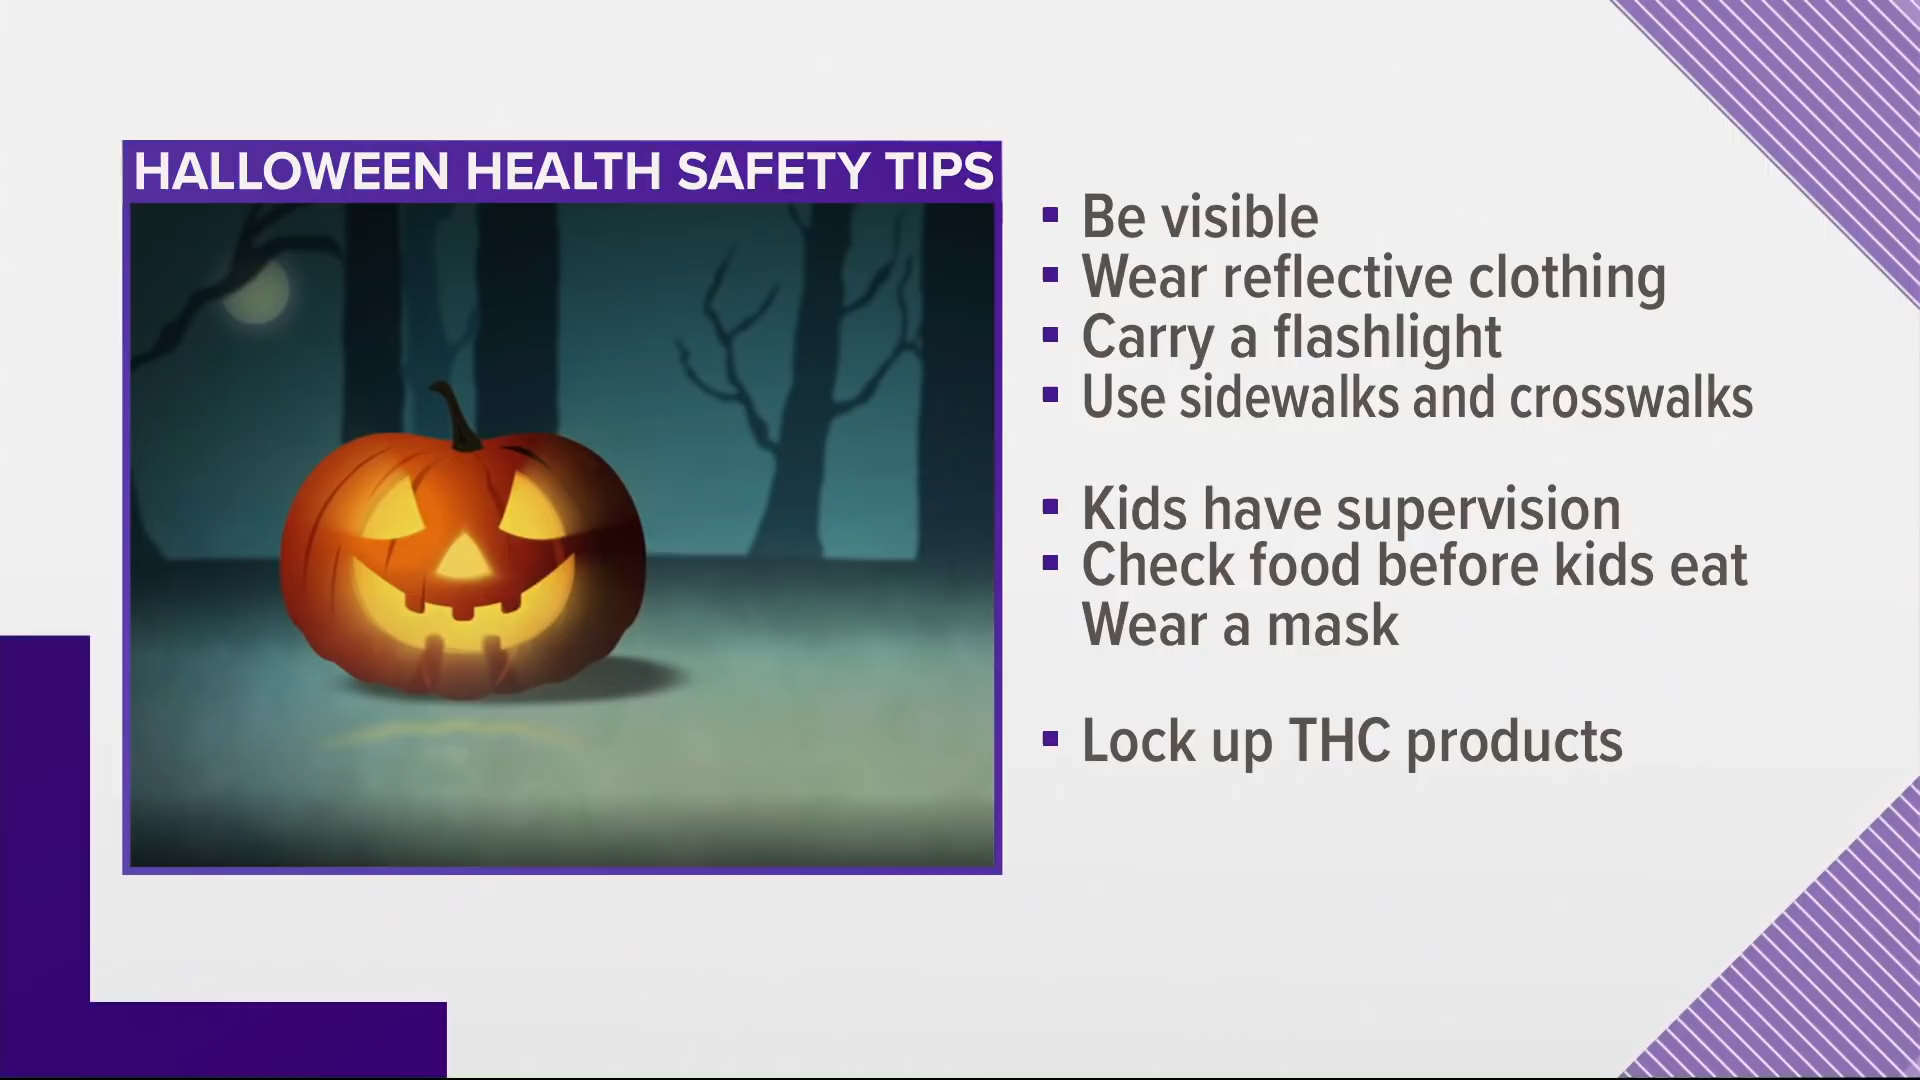 HALLOWEEN HEALTH SAFETY TIPS
▪ Be visible
▪ Wear reflective clothing
▪ Carry a flashlight
▪ Use sidewalks and crosswalks
▪ Kids have supervision
▪ Check food before kids eat
Wear a mask
▪ Lock up THC products